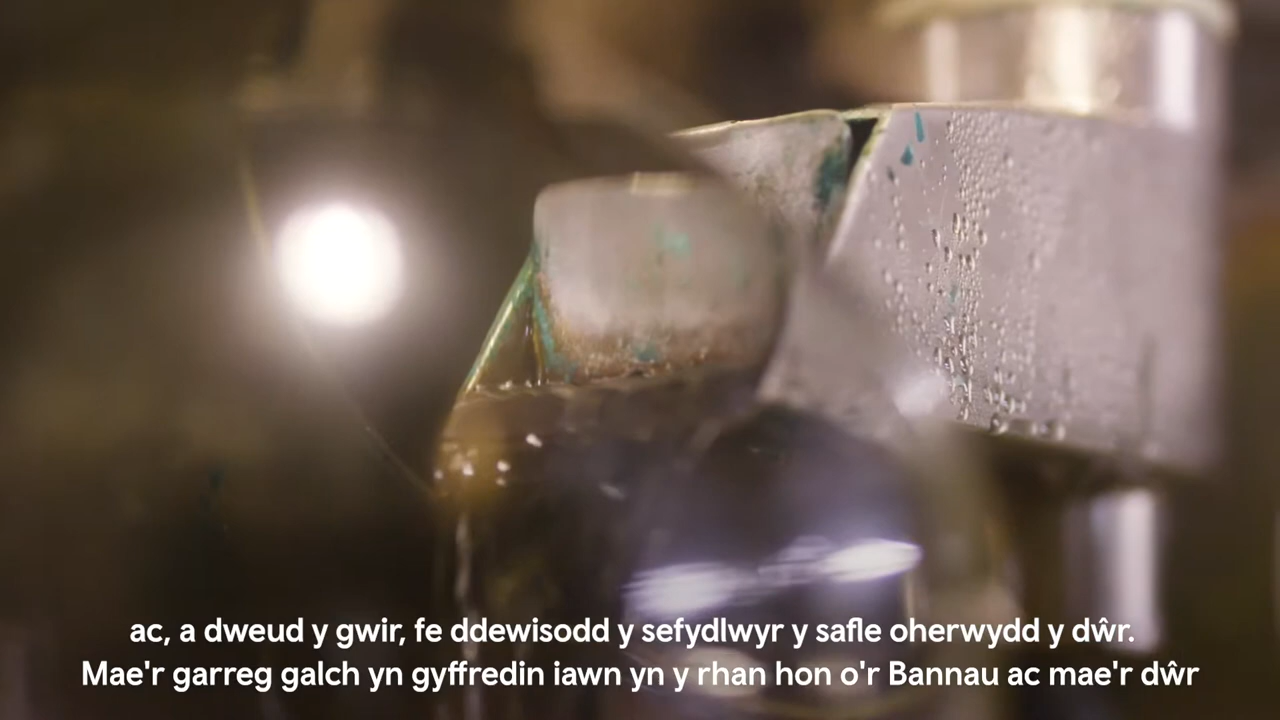 ac, a dweud y gwir, fe ddewisodd y sefydlwyr y safle oherwydd y dŵr.
Mae'r garreg galch yn gyffredin iawn yn y rhan hon o'r Bannau ac mae'r dŵr